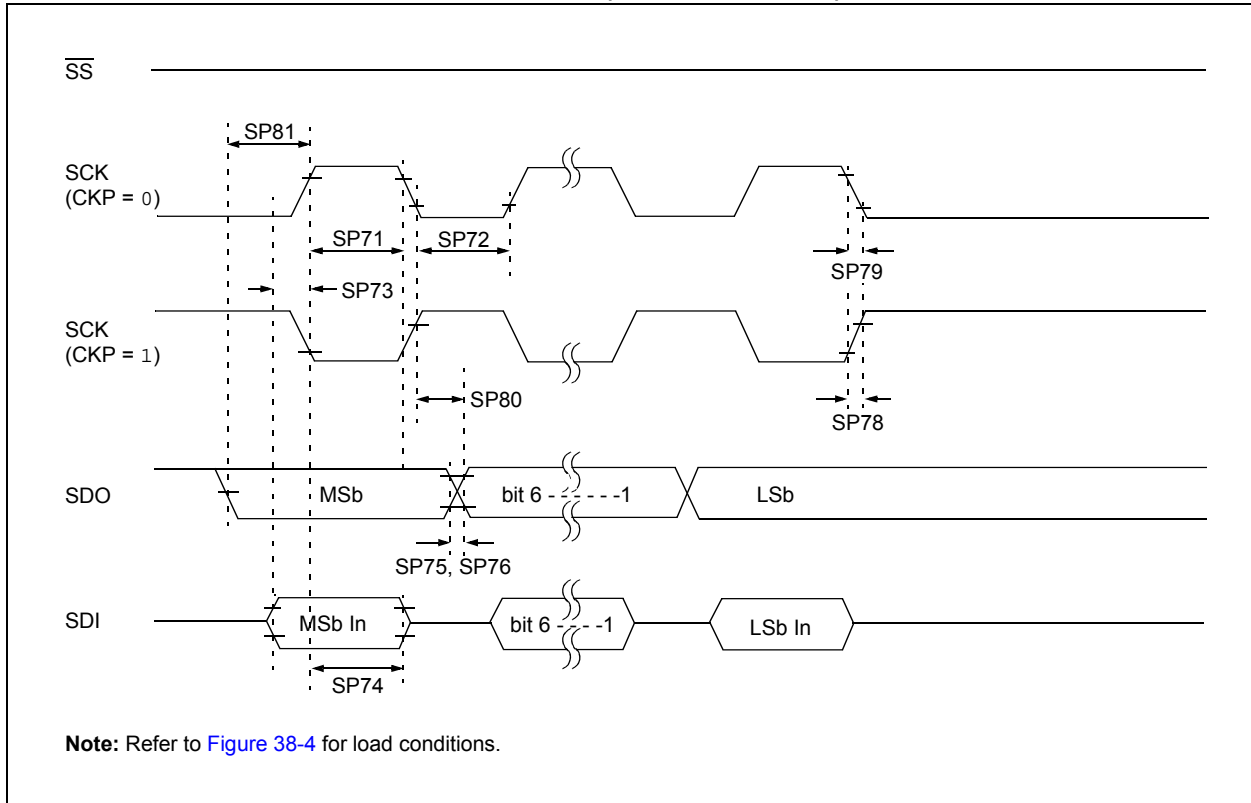 SS
SP81
SCK
(CKP = 0)
SP71
SP72
SP79
SP73
SCK
(CKP = 1)
SP80
SP78
SDO
MSb
bit 6 - - - - - -1
LSb
SP75, SP76
SDI
MSb In
bit 6 - - - -1
LSb In
SP74
Note: Refer to Figure 38-4 for load conditions.